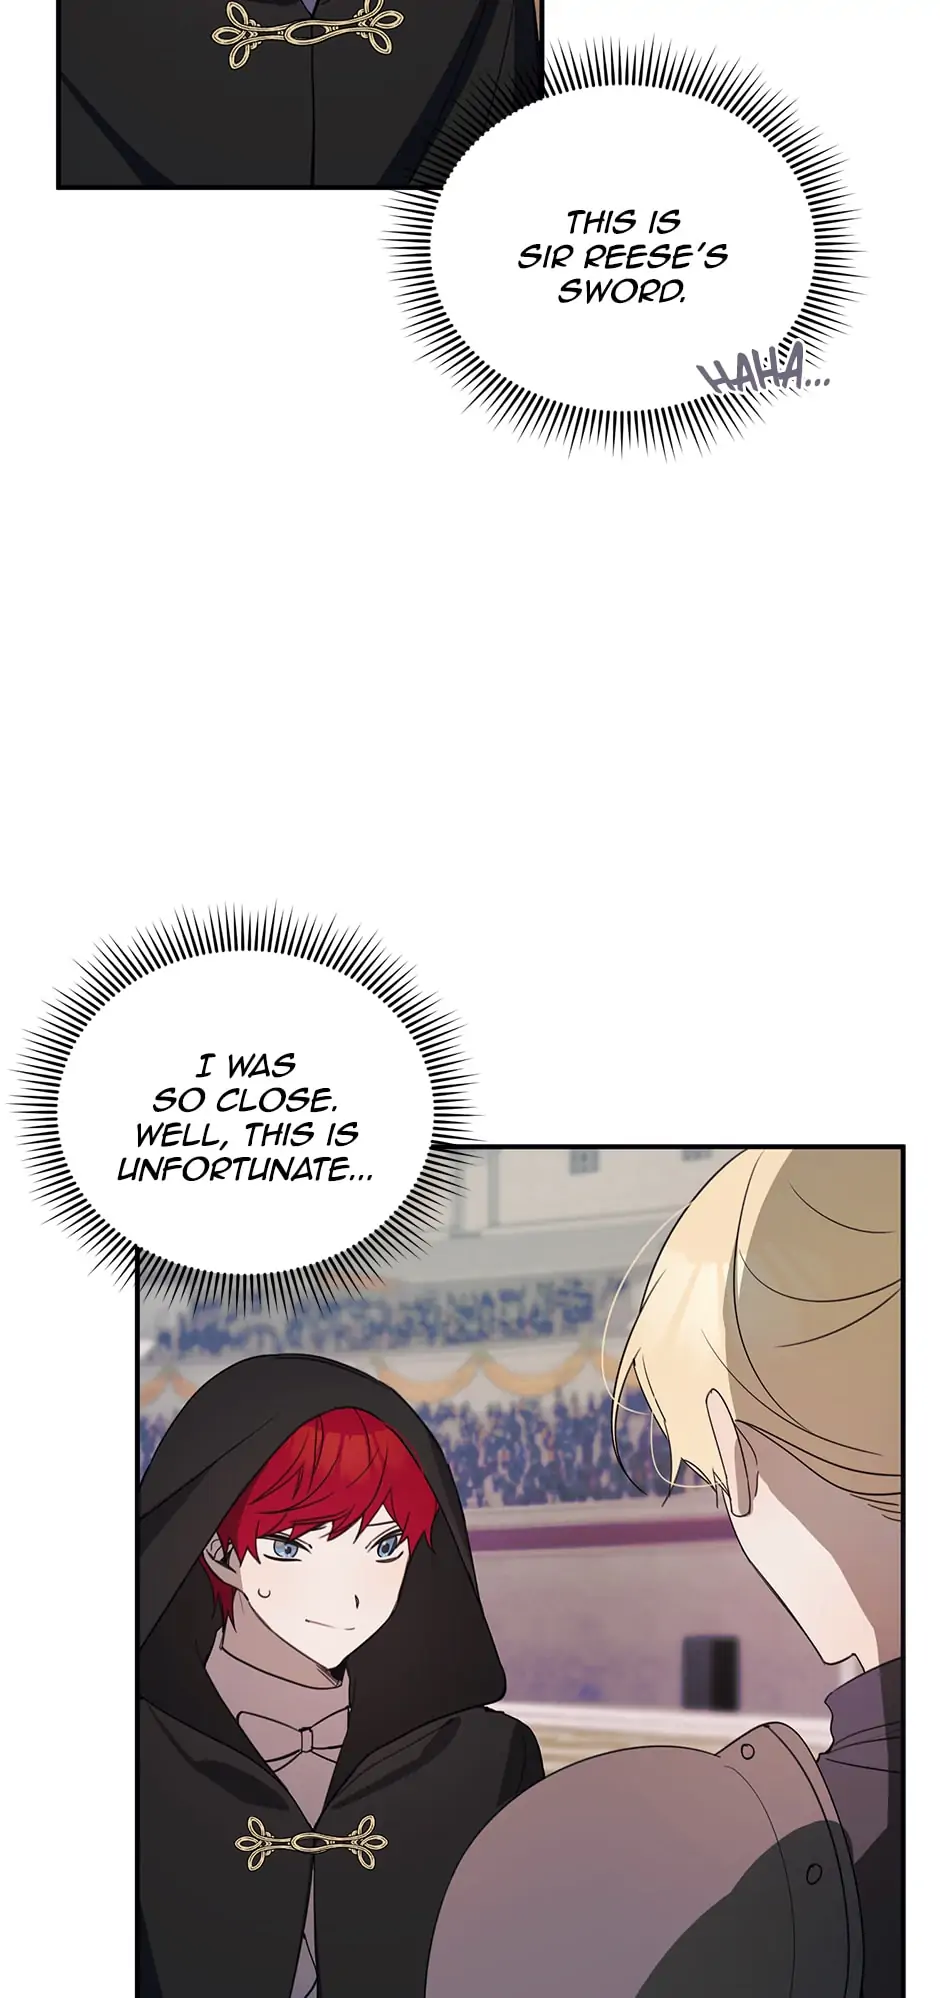 THIS IS
SIR REESE'S
SWORD.
HAHA...
I WAS
SO CLOSE.
WELL, THIS IS
UNFORTUNATE...